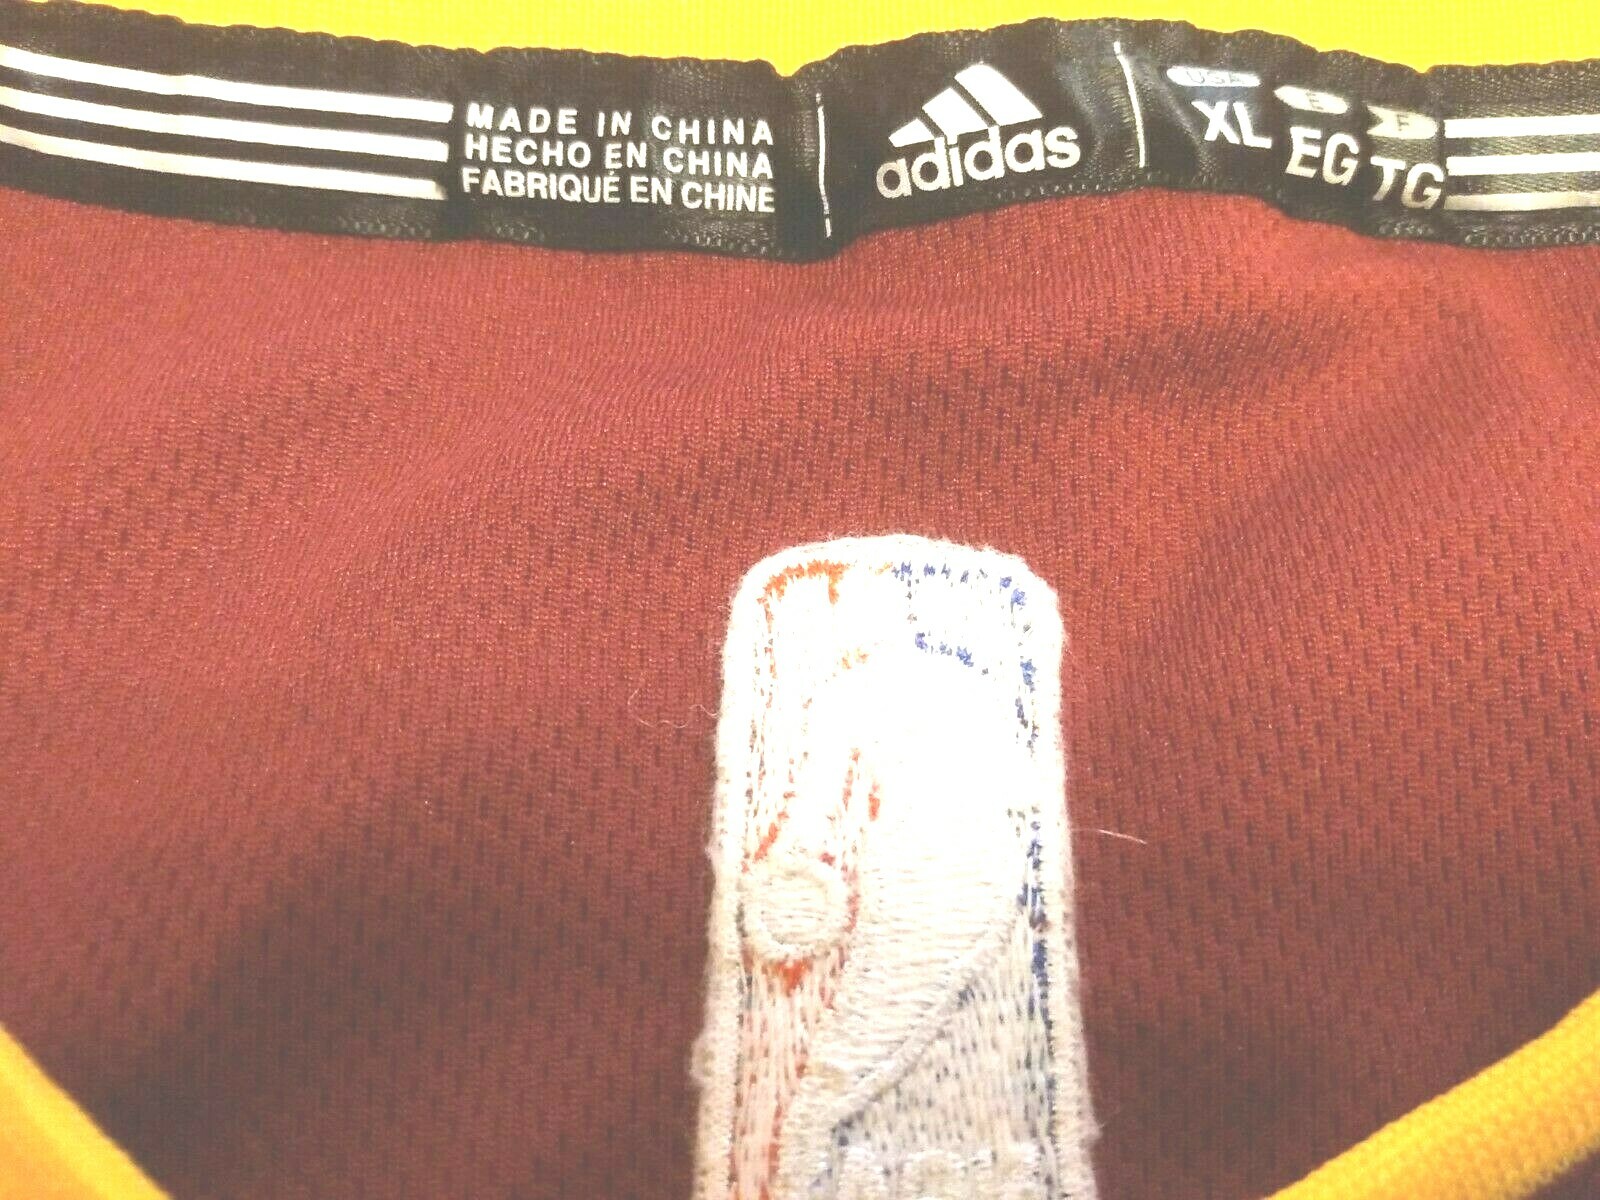 MADE IN CHINA
HECHO EN CHINA
FABRIQUÉ EN CHINE
adidas
USA E F
XL EG TG